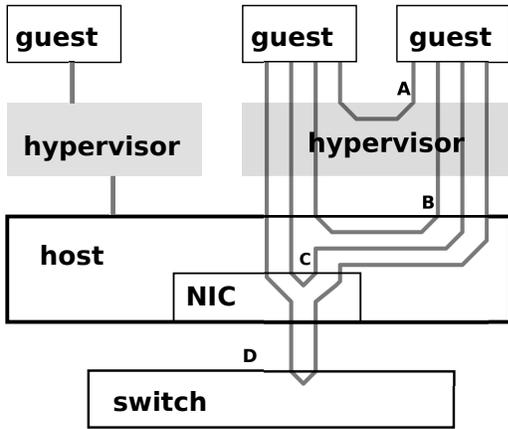 guest
guest
guest
A
hypervisor
hypervisor
B
host
C
NIC
D
switch